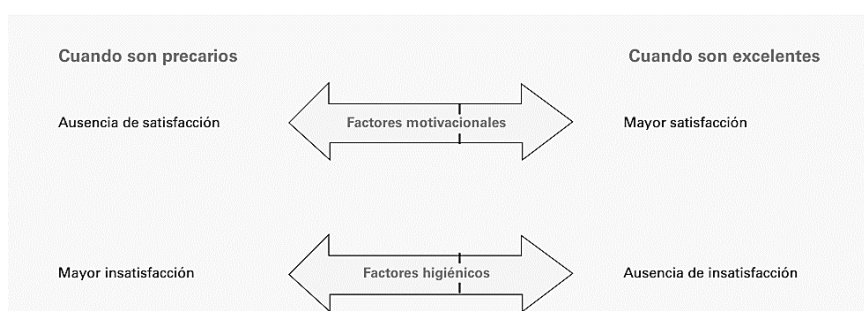 Cuando son precarios
Cuando son excelentes
Ausencia de satisfacción
Factores motivacionales
Mayor satisfacción
Mayor insatisfacción
Factores higiénicos
Ausencia de insatisfacción